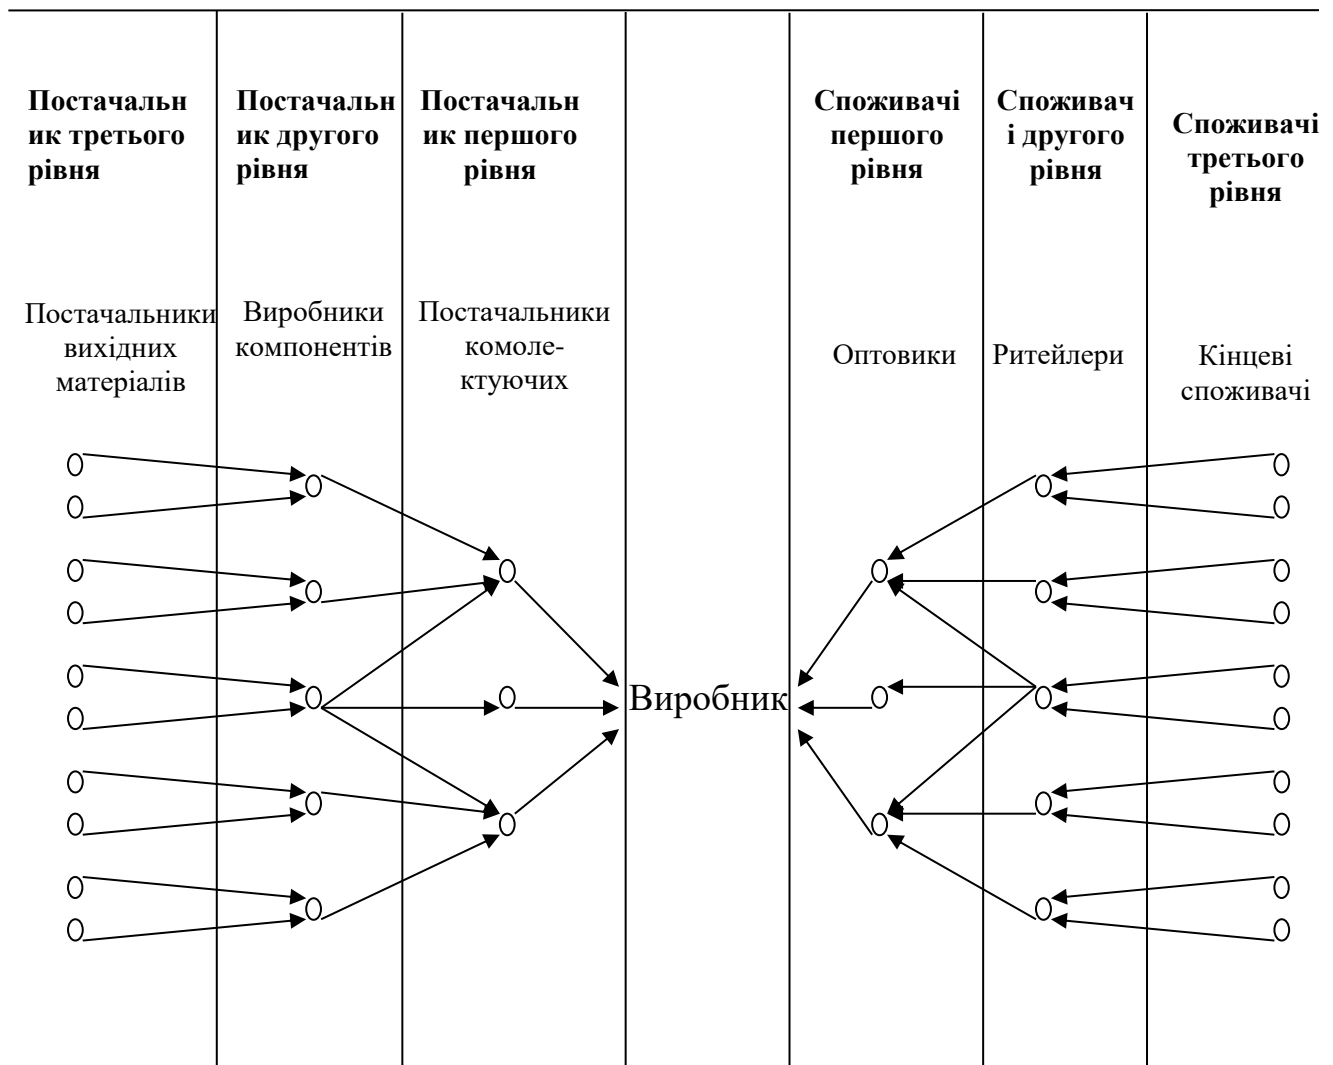 Постачальн
ик третього
рівня
Постачальн
ик другого
рівня
Постачальн
ик першого
рівня
Споживачі
першого
рівня
Споживач
і другого
рівня
Споживачі
третього
рівня
Постачальники
вихідних
матеріалів
Виробники
компонентів
Постачальники
комоле-
ктуючих
Оптовики
Ритейлери
Кінцеві
споживачі
Виробник